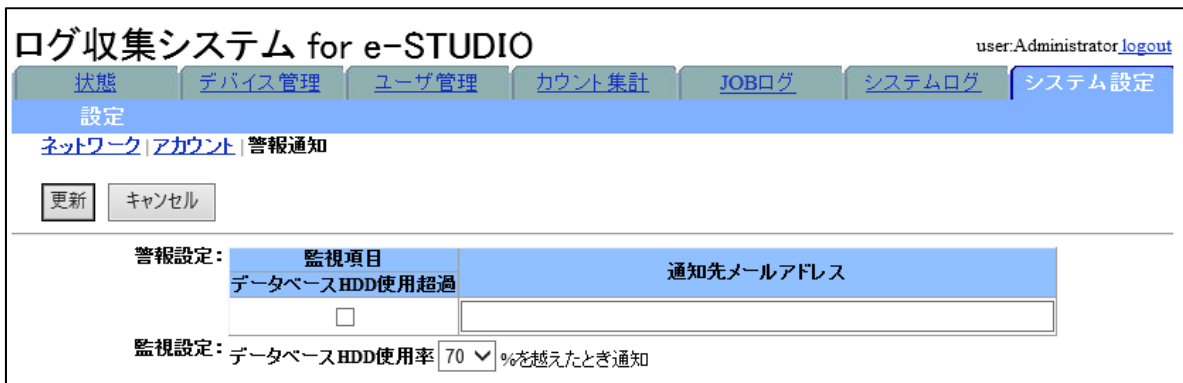 ログ収集システム for e-STUDIO
user:Administrator logout
状態 デバイス管理 ユーザ管理 カウント集計 JOBログ システムログ システム設定
設定
ネットワーク | アカウント | 警報通知
更新 キャンセル
警報設定: 監視項目 通知先メールアドレス
データベースHDD使用超過
監視設定: データベースHDD使用率 70 %を越えたとき通知